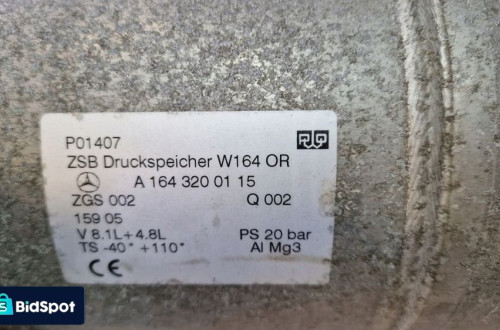 P01407
ZSB Druckspeicher W164 OR
A 164 320 01 15
ZGS 002 Q 002
159 05
V 8.1L+4.8L PS 20 bar
TS -40° +110° Al Mg3
CE
BidSpot